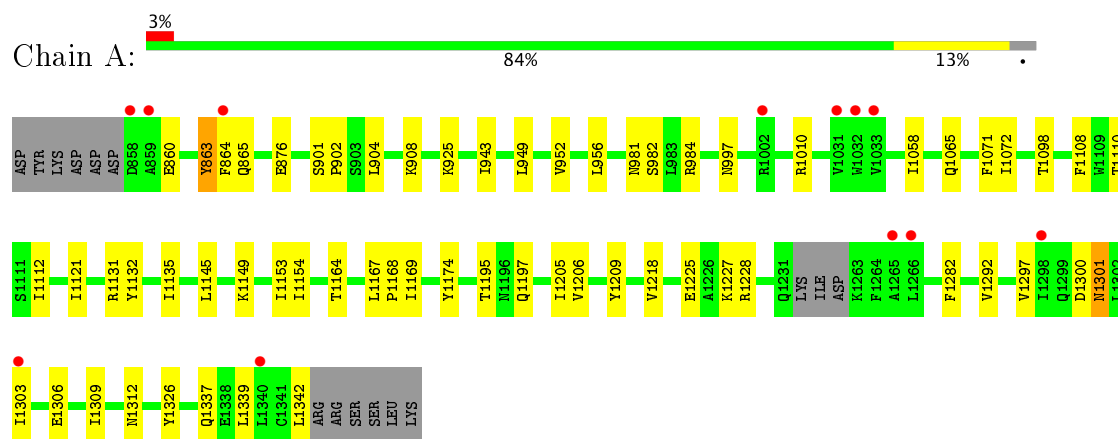 3%
Chain A:
84% 13% .
ASP TYR LYS ASP ASP ASP D858 A859 E860 Y863 F864 Q865 E876 S901 P902 S903 L904 K908 K925 I943 L949 V952 L956 N981 S982 L983 R984 N997 R1002 R1010 V1031 W1032 V1033 I1058 Q1065 F1071 I1072 T1098 F1108 W1109 T1110
S1111 I1112 I1121 R1131 Y1132 I1135 L1145 K1149 I1153 I1154 T1164 L1167 P1168 I1169 Y1174 T1195 N1196 Q1197 I1205 V1206 Y1209 V1218 E1225 A1226 K1227 R1228 Q1231 LYS ILE ASP K1263 F1264 A1265 L1266 F1282 V1292 V1297 I1298 Q1299 D1300 N1301 L1302
I1303 E1306 I1309 N1312 Y1326 Q1337 E1338 L1339 L1340 C1341 L1342 ARG ARG SER SER LEU LYS